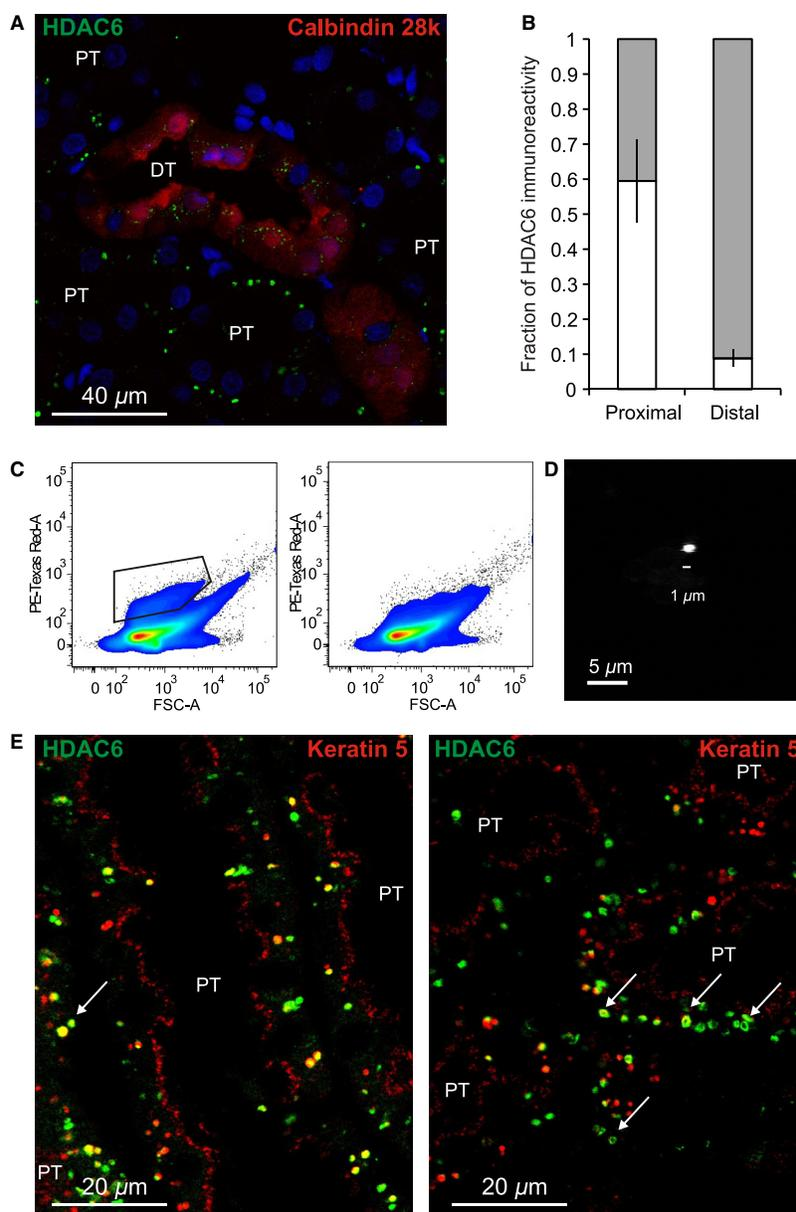 A
HDAC6 Calbindin 28k
PT
DT
PT
PT
PT
40 µm
B
Fraction of HDAC6 immunoreactivity
1
0.9
0.8
0.7
0.6
0.5
0.4
0.3
0.2
0.1
0
Proximal Distal
C
PE-Texas Red-A
10^5
10^4
10^3
10^2
0
0 10^2 10^3 10^4 10^5
FSC-A
PE-Texas Red-A
10^5
10^4
10^3
10^2
0
0 10^2 10^3 10^4 10^5
FSC-A
D
1 µm
5 µm
E
HDAC6 Keratin 5
PT
PT
PT
20 µm
HDAC6 Keratin 5
PT
PT
PT
PT
20 µm